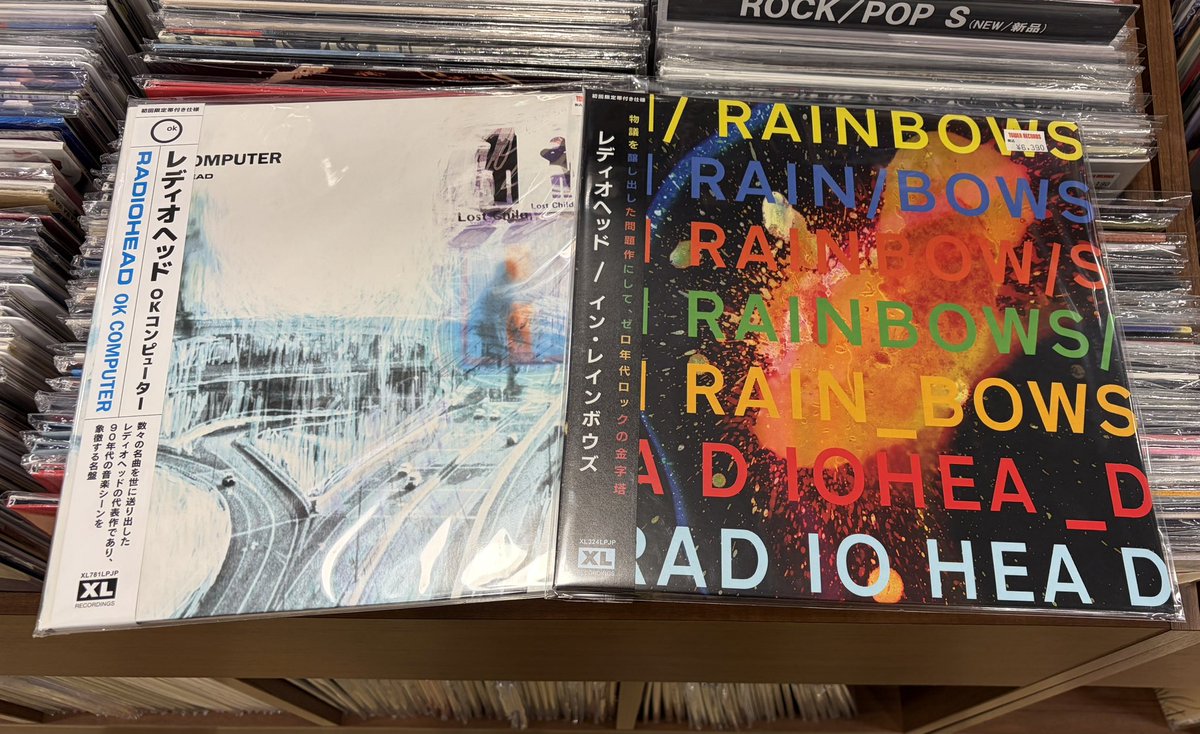 ROCK/POP S (NEW/新品)
初回限定帯付き仕様
ok
レディオヘッド OKコンピューター
RADIOHEAD OK COMPUTER
数々の名曲を世に送り出した
レディオヘッドの代表作であり、
90年代の音楽シーンを
象徴する名盤
XL781LPJP
XL
RECORDINGS
OMPUTER
EAD
Lost Child
Lost Child
初回限定帯付き仕様
レディオヘッド / イン・レインボウズ
物議を醸し出した問題作にして、ゼロ年代ロックの金字塔
XL324LPJP
XL
RECORDINGS
TOWER RECORDS
¥6,390
/ RAINBOWS
RAIN/BOWS
RAINBOW/S
RAINBOWS/
RAIN_BOWS
A D IOHEA_D
RAD IO HEA D